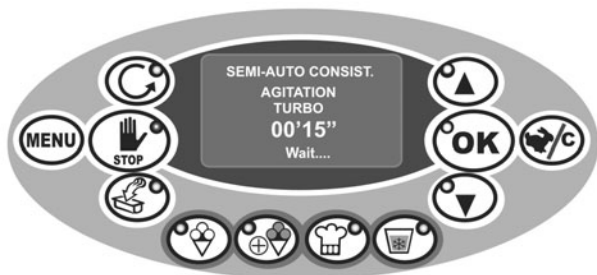 SEMI-AUTO CONSIST.
AGITATION
TURBO
00'15”
Wait....
MENU
STOP
OK
/C